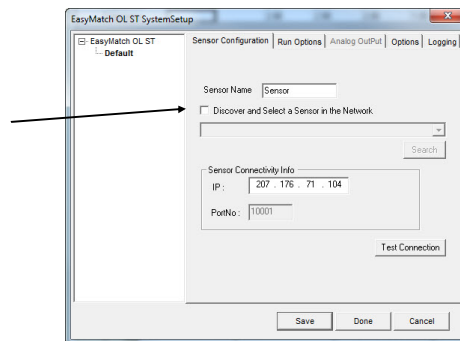 EasyMatch OL ST SystemSetup
EasyMatch OL ST
Default
Sensor Configuration Run Options Analog OutPut Options Logging
Sensor Name Sensor
Discover and Select a Sensor in the Network
Search
Sensor Connectivity Info
IP : 207 . 176 . 71 . 104
PortNo : 10001
Test Connection
Save Done Cancel